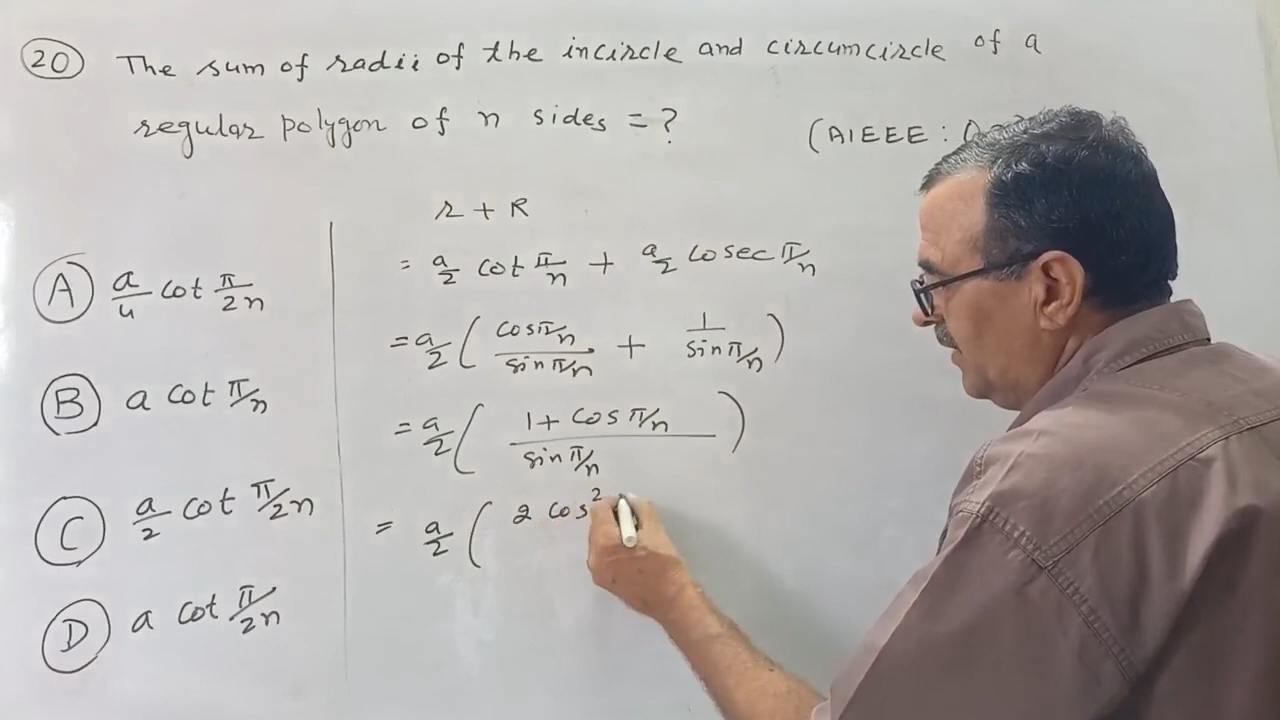 20 The sum of radii of the incircle and circumcircle of a
regular polygon of n sides = ?
(AIEEE :
r + R
= a/2 cot π/n + a/2 cosec π/n
= a/2 ( cos π/n / sin π/n + 1 / sin π/n )
= a/2 ( 1 + cos π/n / sin π/n )
= a/2 ( 2 cos²
A a/4 cot π/2n
B a cot π/n
C a/2 cot π/2n
D a cot π/2n